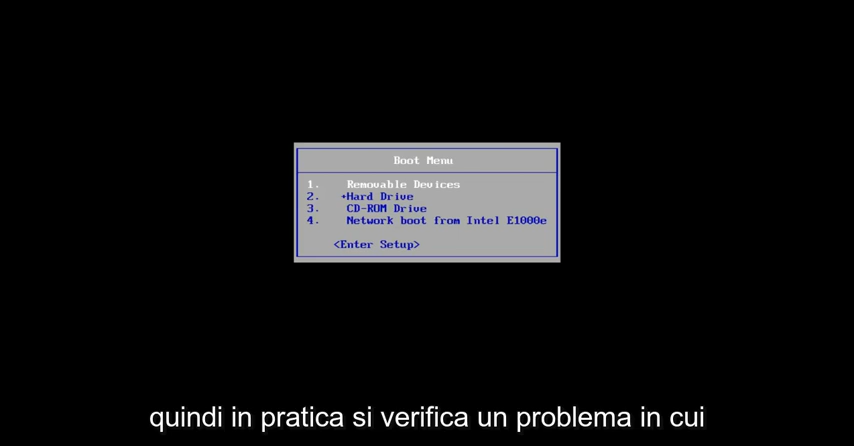 Boot Menu
1. Removable Devices
2. +Hard Drive
3. CD-ROM Drive
4. Network boot from Intel E1000e
<Enter Setup>
quindi in pratica si verifica un problema in cui